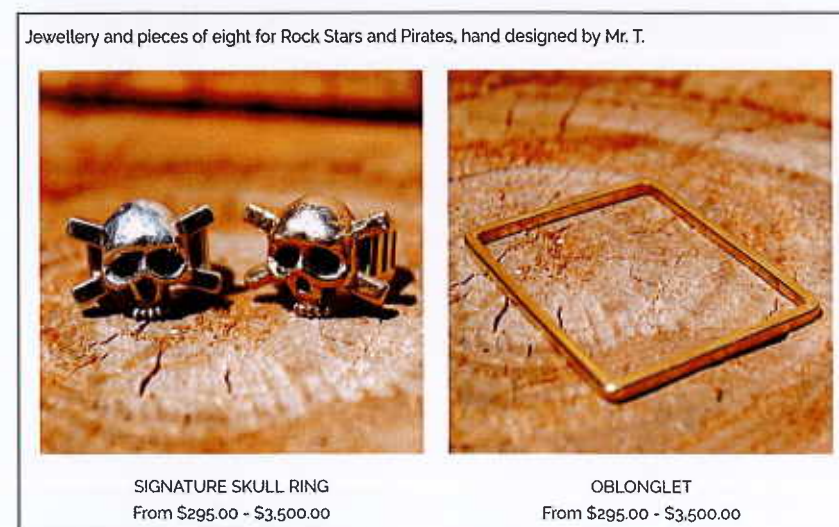 Jewellery and pieces of eight for Rock Stars and Pirates, hand designed by Mr. T.
SIGNATURE SKULL RING
From $295.00 - $3,500.00
OBLONGLET
From $295.00 - $3,500.00